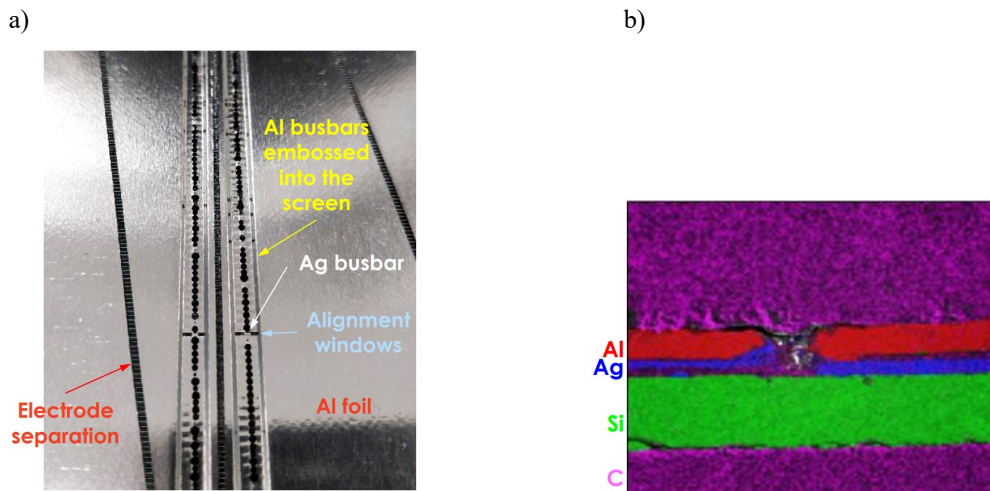 a)
b)
Al busbars
embossed
into the
screen
Ag busbar
Alignment
windows
Electrode
separation
Al foil
Al
Ag
Si
C